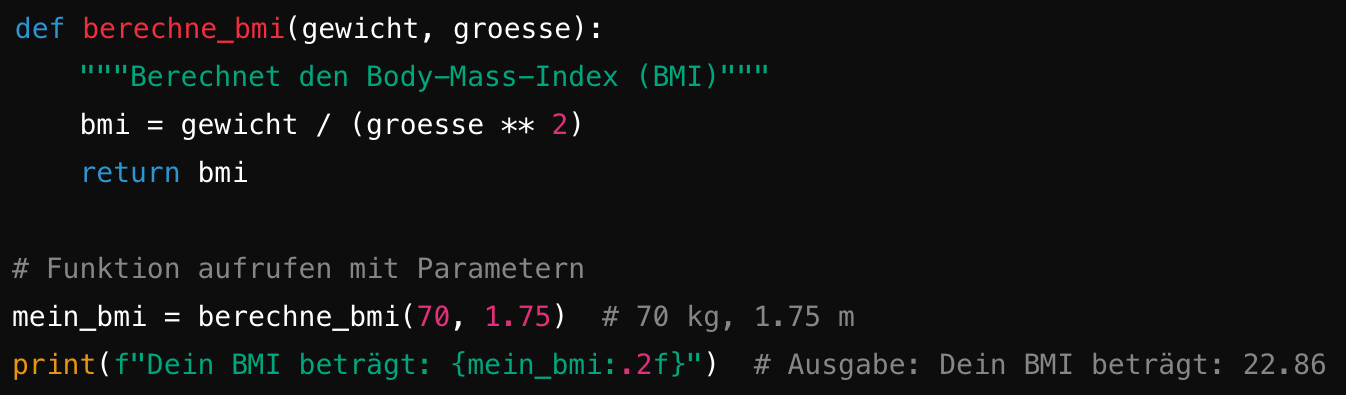 def berechne_bmi(gewicht, groesse):
    """Berechnet den Body-Mass-Index (BMI)"""
    bmi = gewicht / (groesse ** 2)
    return bmi

# Funktion aufrufen mit Parametern
mein_bmi = berechne_bmi(70, 1.75)  # 70 kg, 1.75 m
print(f"Dein BMI beträgt: {mein_bmi:.2f}")  # Ausgabe: Dein BMI beträgt: 22.86